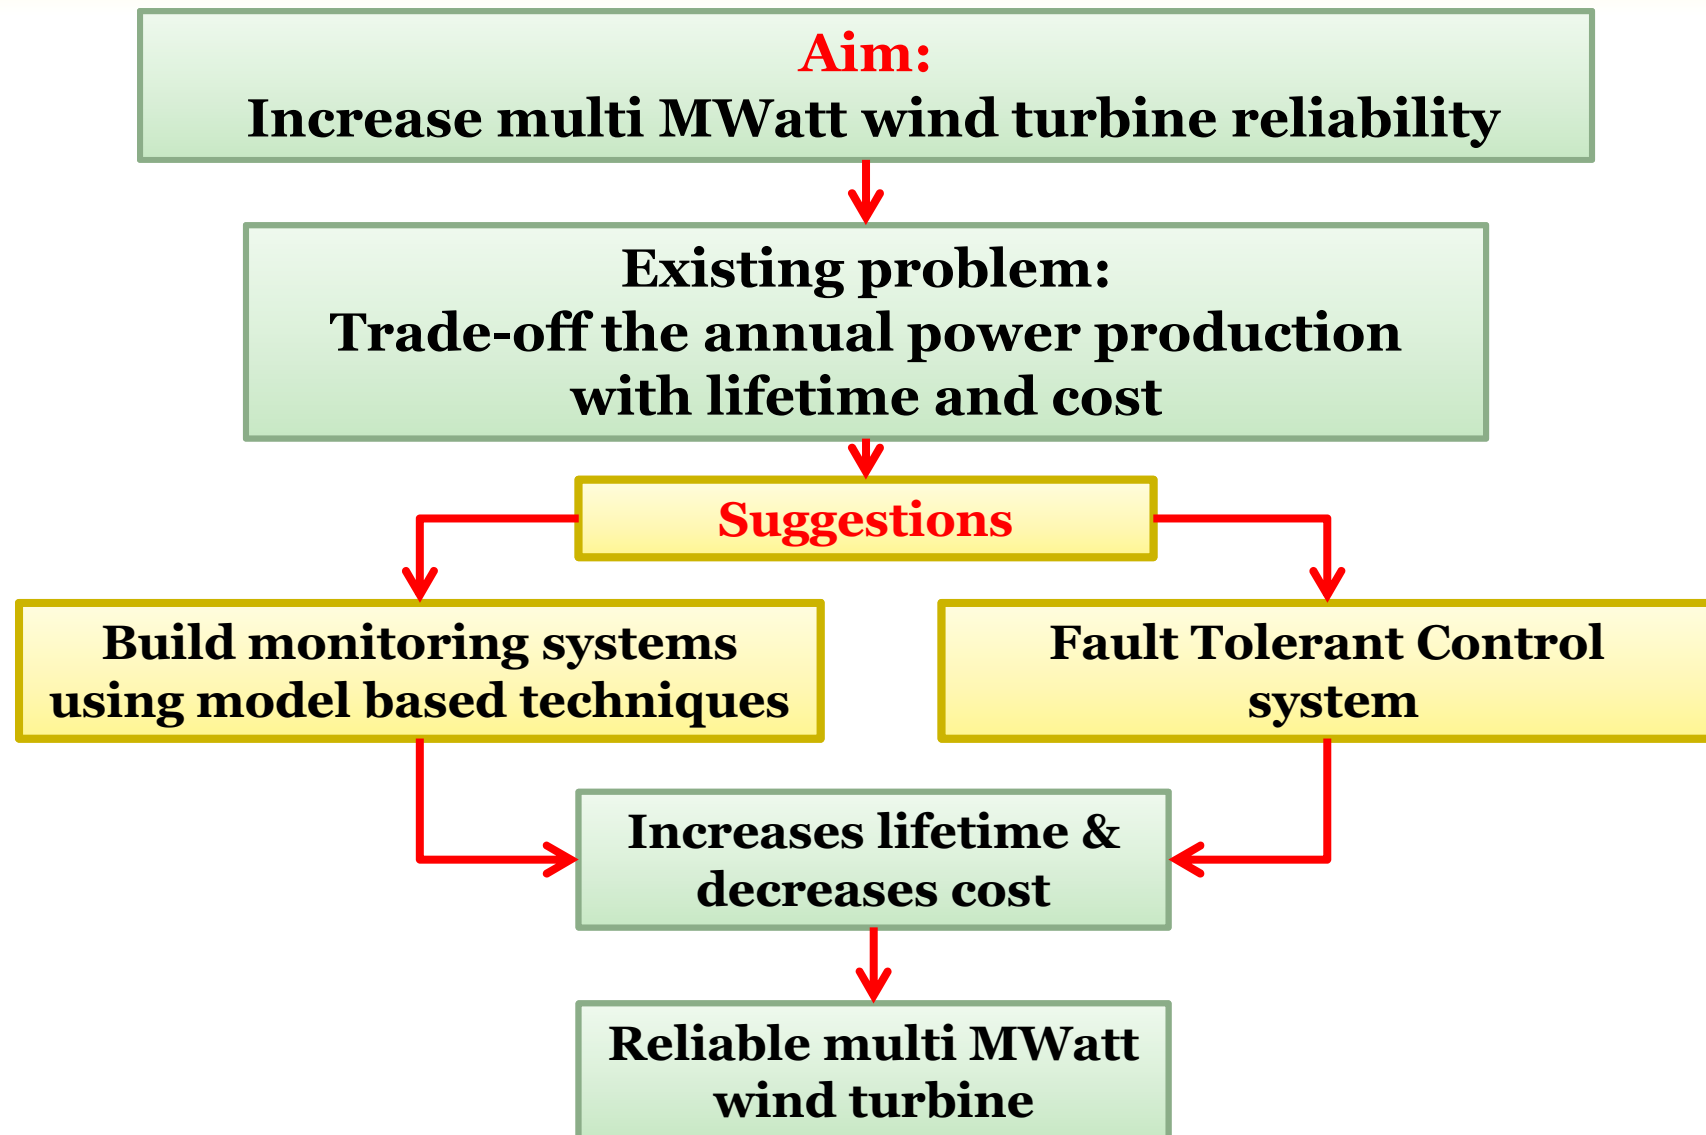 Aim:
Increase multi MWatt wind turbine reliability
Existing problem:
Trade-off the annual power production
with lifetime and cost
Suggestions
Build monitoring systems
using model based techniques
Fault Tolerant Control
system
Increases lifetime &
decreases cost
Reliable multi MWatt
wind turbine